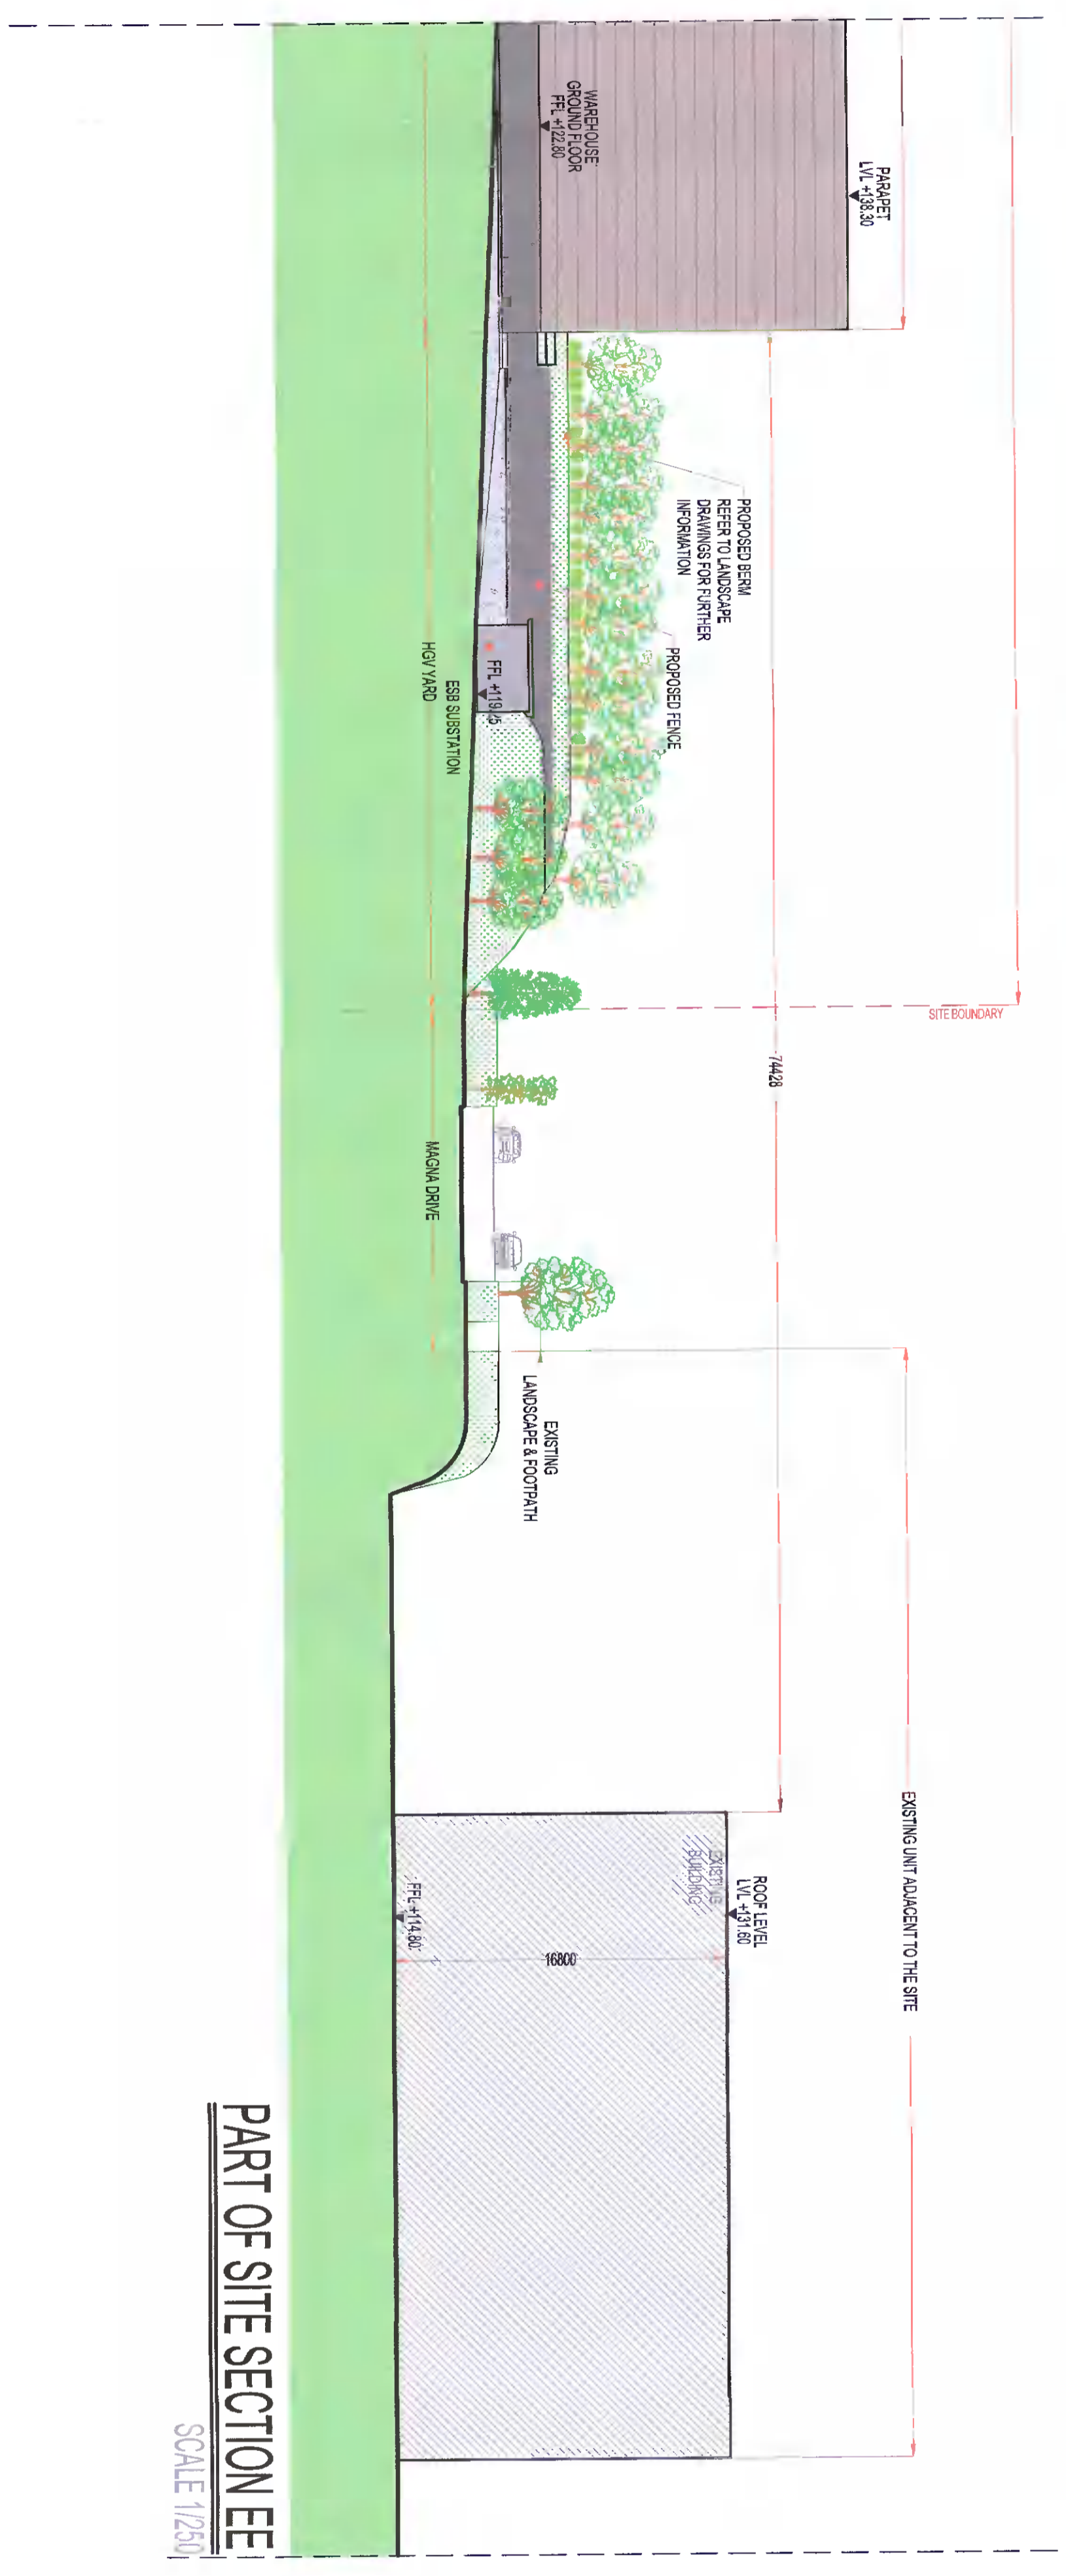 PARAPET
LVL +138.30
WAREHOUSE
GROUND FLOOR
FFL +122.80
PROPOSED BERM
REFER TO LANDSCAPE
DRAWINGS FOR FURTHER
INFORMATION
PROPOSED FENCE
FFL +119.25
ESB SUBSTATION
HGV YARD
SITE BOUNDARY
74428
MAGNA DRIVE
EXISTING
LANDSCAPE & FOOTPATH
EXISTING UNIT ADJACENT TO THE SITE
ROOF LEVEL
LVL +131.60
EXISTING
BUILDING
16800
FFL +114.80
PART OF SITE SECTION EE
SCALE 1/250